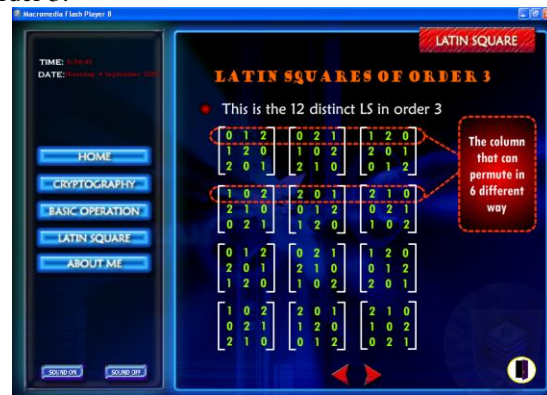 Macromedia Flash Player 8
LATIN SQUARE
TIME:
DATE: Thursday 4 September
HOME
CRYPTOGRAPHY
BASIC OPERATION
LATIN SQUARE
ABOUT ME
SOUND ON SOUND OFF
LATIN SQUARES OF ORDER 3
This is the 12 distinct LS in order 3
0 1 2 0 2 1 1 2 0
1 2 0 1 0 2 2 0 1
2 0 1 2 1 0 0 1 2
1 0 2 2 0 1 2 1 0
2 1 0 0 1 2 0 2 1
0 2 1 1 2 0 1 0 2
0 1 2 0 2 1 1 2 0
2 0 1 2 1 0 0 1 2
1 2 0 1 0 2 2 0 1
1 0 2 2 0 1 2 1 0
0 2 1 1 2 0 1 0 2
2 1 0 0 1 2 0 2 1
The column
that can
permute in
6 different
way